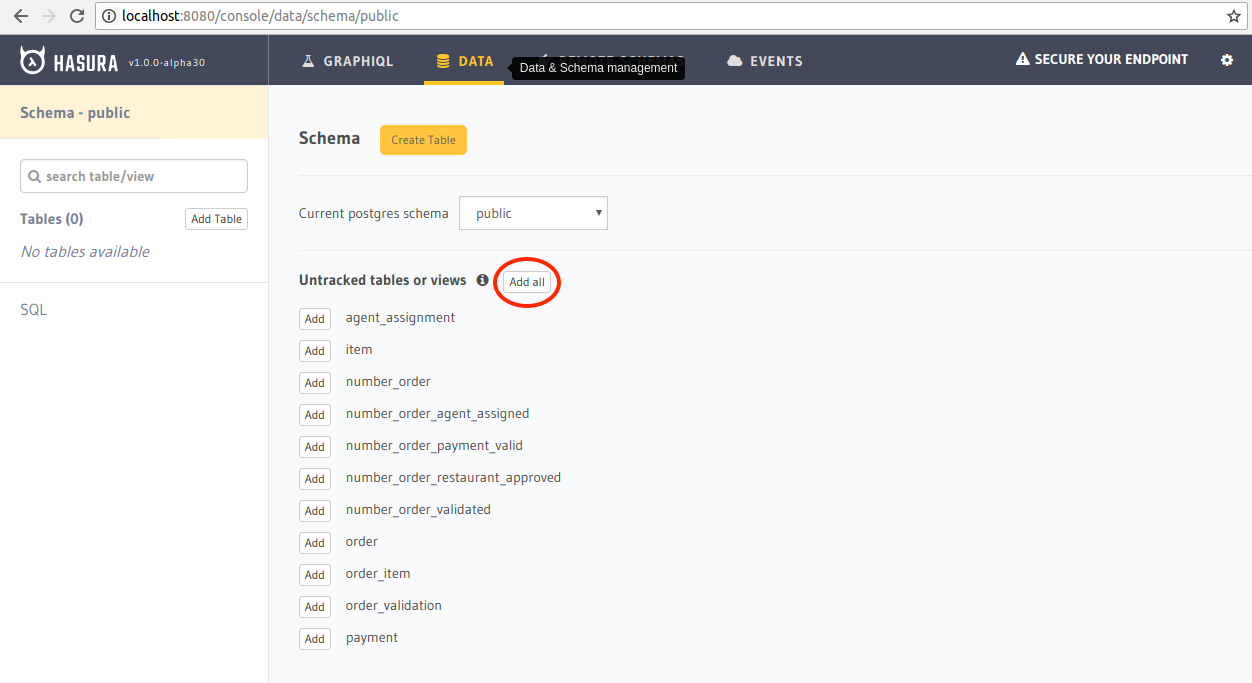 localhost:8080/console/data/schema/public
HASURA v1.0.0-alpha30
GRAPHIQL
DATA
Data & Schema management
EVENTS
SECURE YOUR ENDPOINT
Schema - public
search table/view
Tables (0) Add Table
No tables available
SQL
Schema Create Table
Current postgres schema public
Untracked tables or views Add all
Add agent_assignment
Add item
Add number_order
Add number_order_agent_assigned
Add number_order_payment_valid
Add number_order_restaurant_approved
Add number_order_validated
Add order
Add order_item
Add order_validation
Add payment